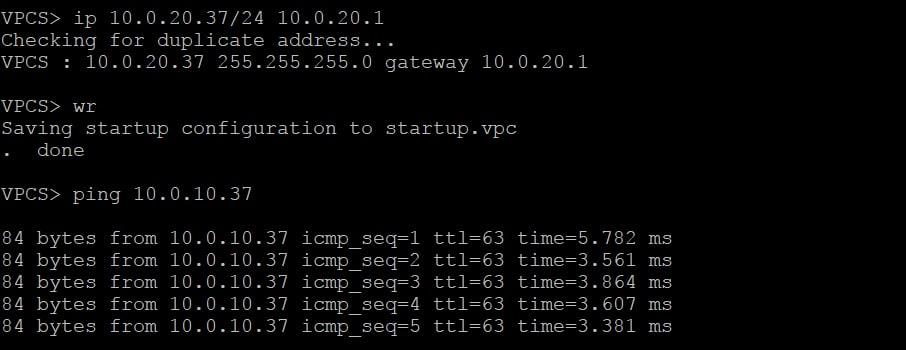 VPCS> ip 10.0.20.37/24 10.0.20.1
Checking for duplicate address...
VPCS : 10.0.20.37 255.255.255.0 gateway 10.0.20.1
VPCS> wr
Saving startup configuration to startup.vpc
.  done
VPCS> ping 10.0.10.37
84 bytes from 10.0.10.37 icmp_seq=1 ttl=63 time=5.782 ms
84 bytes from 10.0.10.37 icmp_seq=2 ttl=63 time=3.561 ms
84 bytes from 10.0.10.37 icmp_seq=3 ttl=63 time=3.864 ms
84 bytes from 10.0.10.37 icmp_seq=4 ttl=63 time=3.607 ms
84 bytes from 10.0.10.37 icmp_seq=5 ttl=63 time=3.381 ms